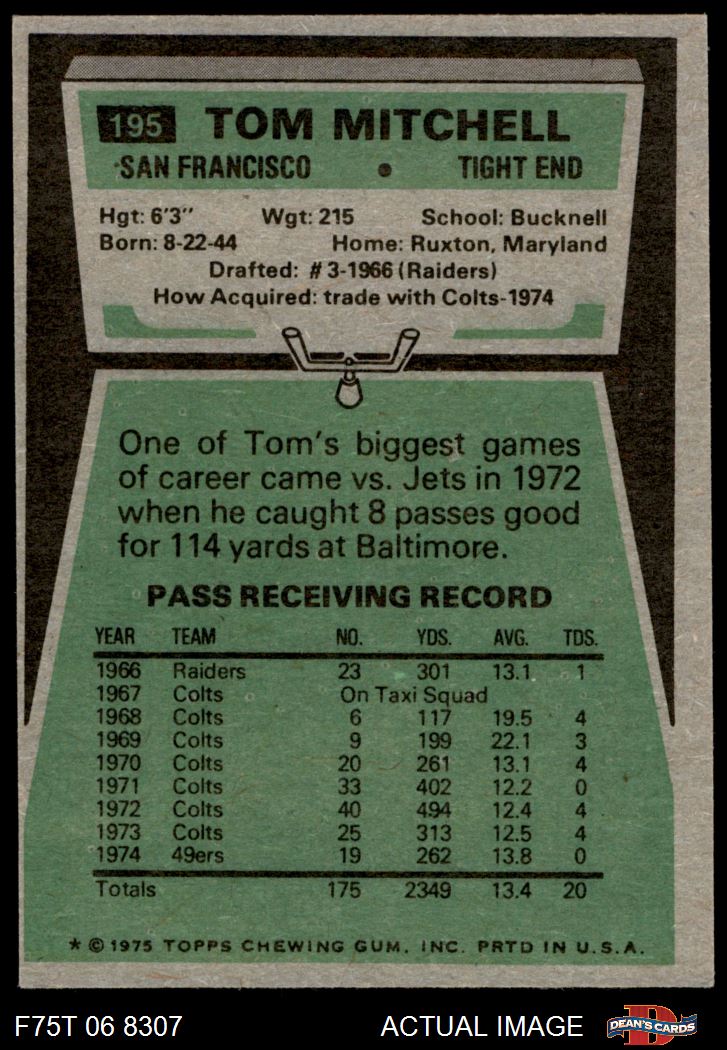 195 TOM MITCHELL
SAN FRANCISCO • TIGHT END
Hgt: 6'3" Wgt: 215 School: Bucknell
Born: 8-22-44 Home: Ruxton, Maryland
Drafted: #3-1966 (Raiders)
How Acquired: trade with Colts-1974
One of Tom's biggest games
of career came vs. Jets in 1972
when he caught 8 passes good
for 114 yards at Baltimore.
PASS RECEIVING RECORD
YEAR TEAM NO. YDS. AVG. TDS.
1966 Raiders 23 301 13.1 1
1967 Colts On Taxi Squad
1968 Colts 6 117 19.5 4
1969 Colts 9 199 22.1 3
1970 Colts 20 261 13.1 4
1971 Colts 33 402 12.2 0
1972 Colts 40 494 12.4 4
1973 Colts 25 313 12.5 4
1974 49ers 19 262 13.8 0
Totals 175 2349 13.4 20
* © 1975 TOPPS CHEWING GUM, INC. PRTD IN U.S.A.
F75T 06 8307 ACTUAL IMAGE DEAN'S CARDS